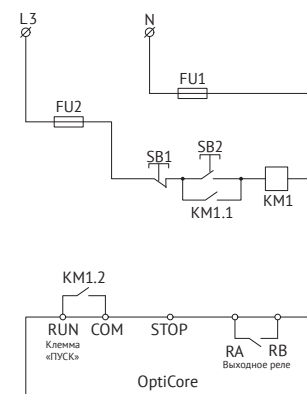 L3
N
FU1
FU2
SB1
SB2
KM1
KM1.1
KM1.2
RUN
COM
STOP
RA
RB
Клемма
«ПУСК»
Выходное реле
OptiCore